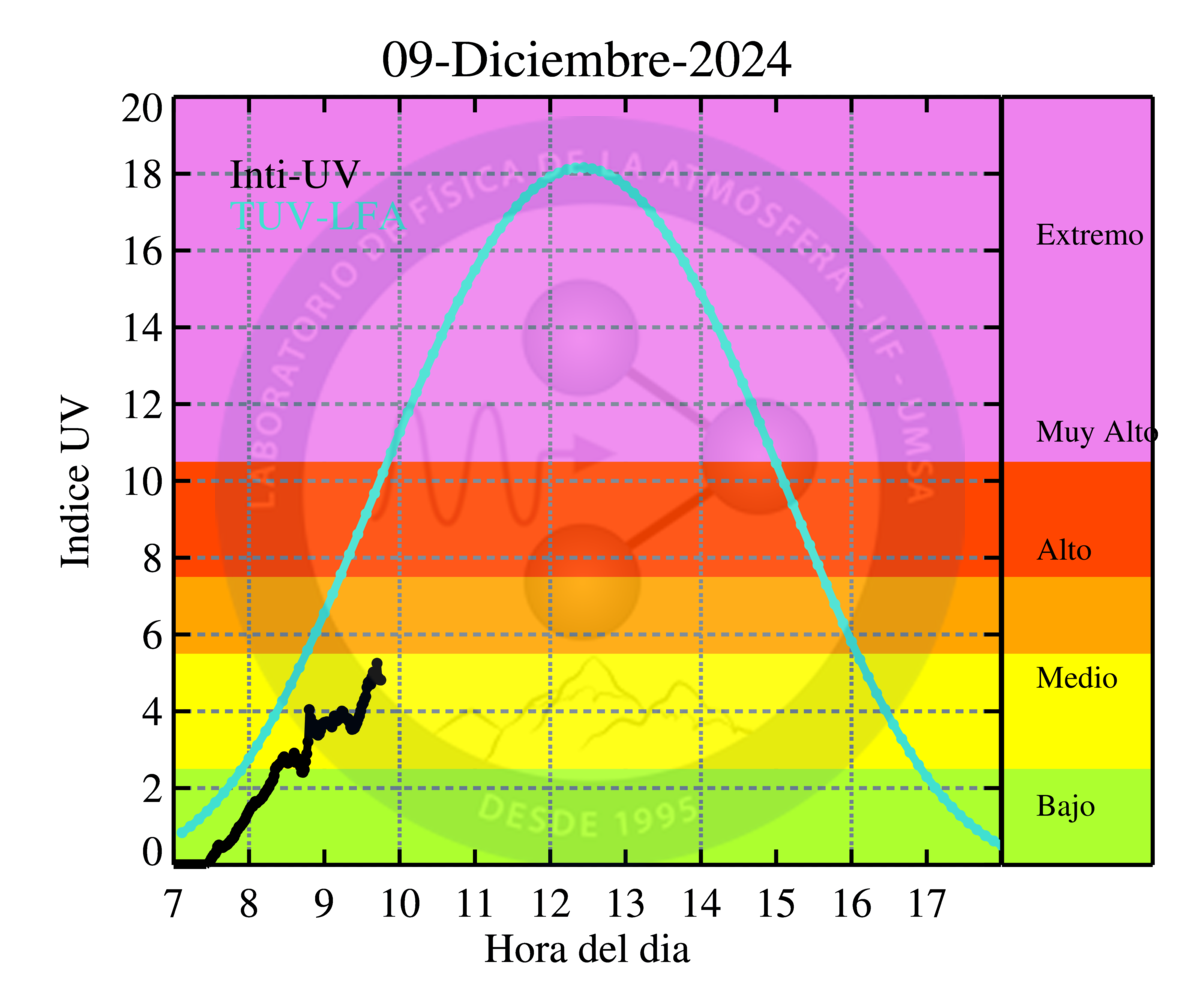 09-Diciembre-2024
20
18
16
14
12
10
8
6
4
2
0
Indice UV
Inti-UV
TUV-LFA
LABORATORIO DE FÍSICA DE LA ATMÓSFERA - IIF - UMSA
DESDE 1995
Extremo
Muy Alto
Alto
Medio
Bajo
7 8 9 10 11 12 13 14 15 16 17
Hora del dia